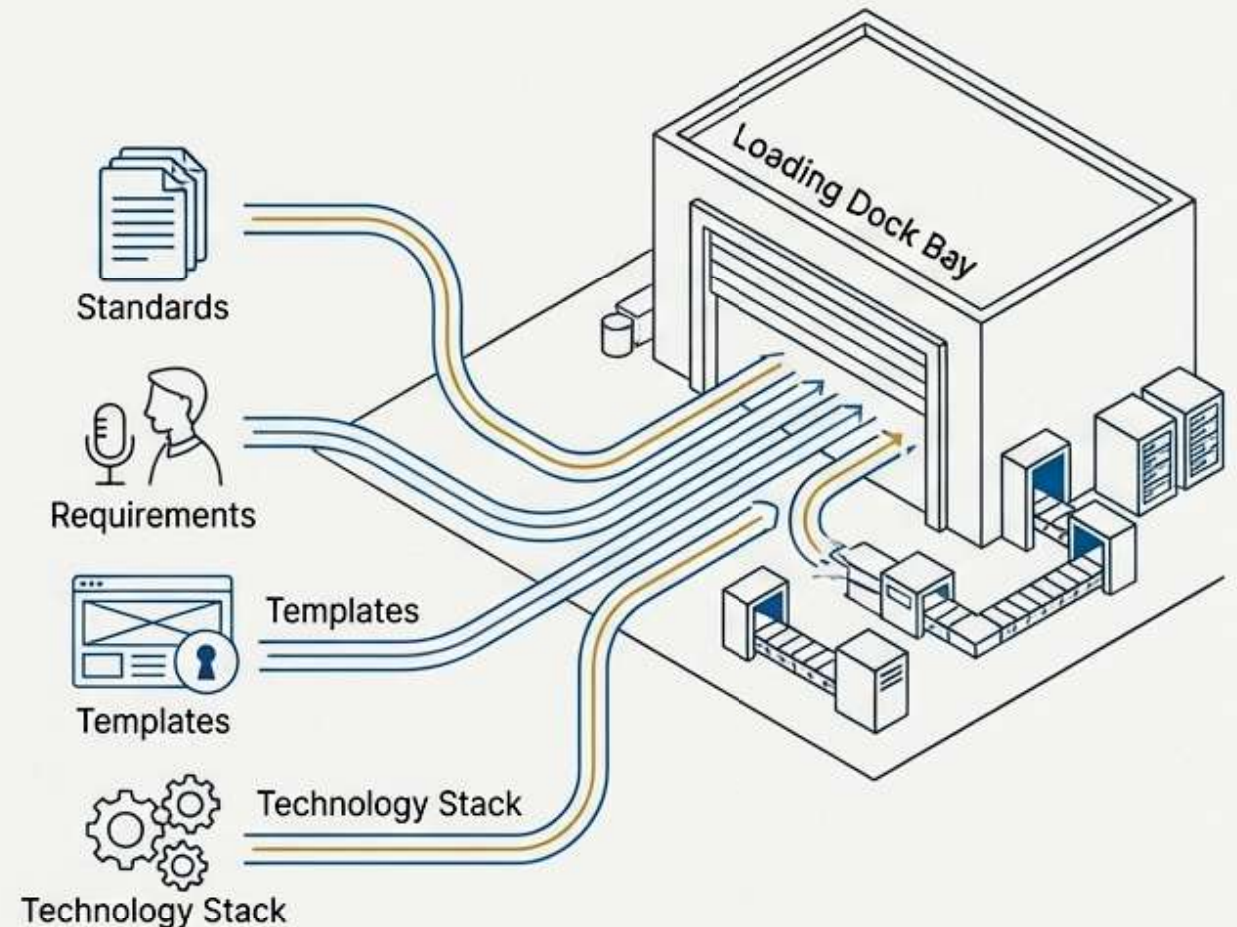 Loading Dock Bay
Standards
Requirements
Templates
Templates
Technology Stack
Technology Stack